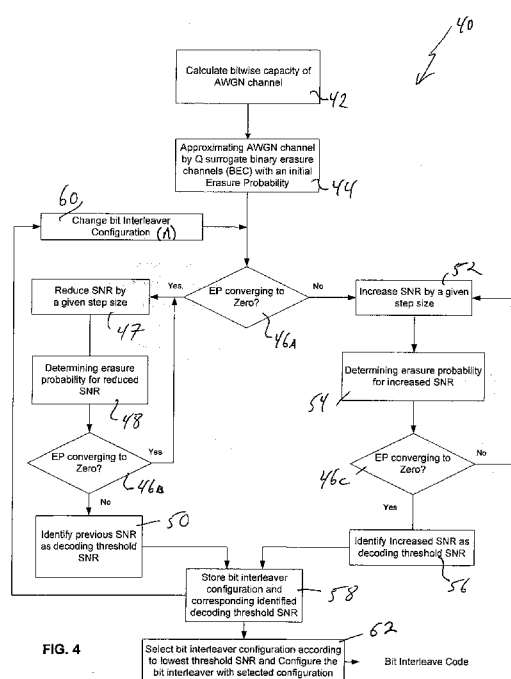 40
Calculate bitwise capacity of
AWGN channel
42
Approximating AWGN channel
by Q surrogate binary erasure
channels (BEC) with an initial
Erasure Probability
44
60
Change bit Interleaver
Configuration (Λ)
Reduce SNR by
a given step size
47
Yes
EP converging to
Zero?
46A
No
Increase SNR by a given
step size
52
Determining erasure
probability for reduced
SNR
48
Determining erasure probability
for increased SNR
54
EP converging to
Zero?
46B
Yes
No
EP converging to
Zero?
46C
No
Yes
Identify previous SNR
as decoding threshold
SNR
50
Identify Increased SNR as
decoding threshold SNR
56
Store bit interleaver
configuration and
corresponding identified
decoding threshold SNR
58
62
Select bit interleaver configuration according
to lowest threshold SNR and Configure the
bit interleaver with selected configuration
Bit Interleave Code
FIG. 4